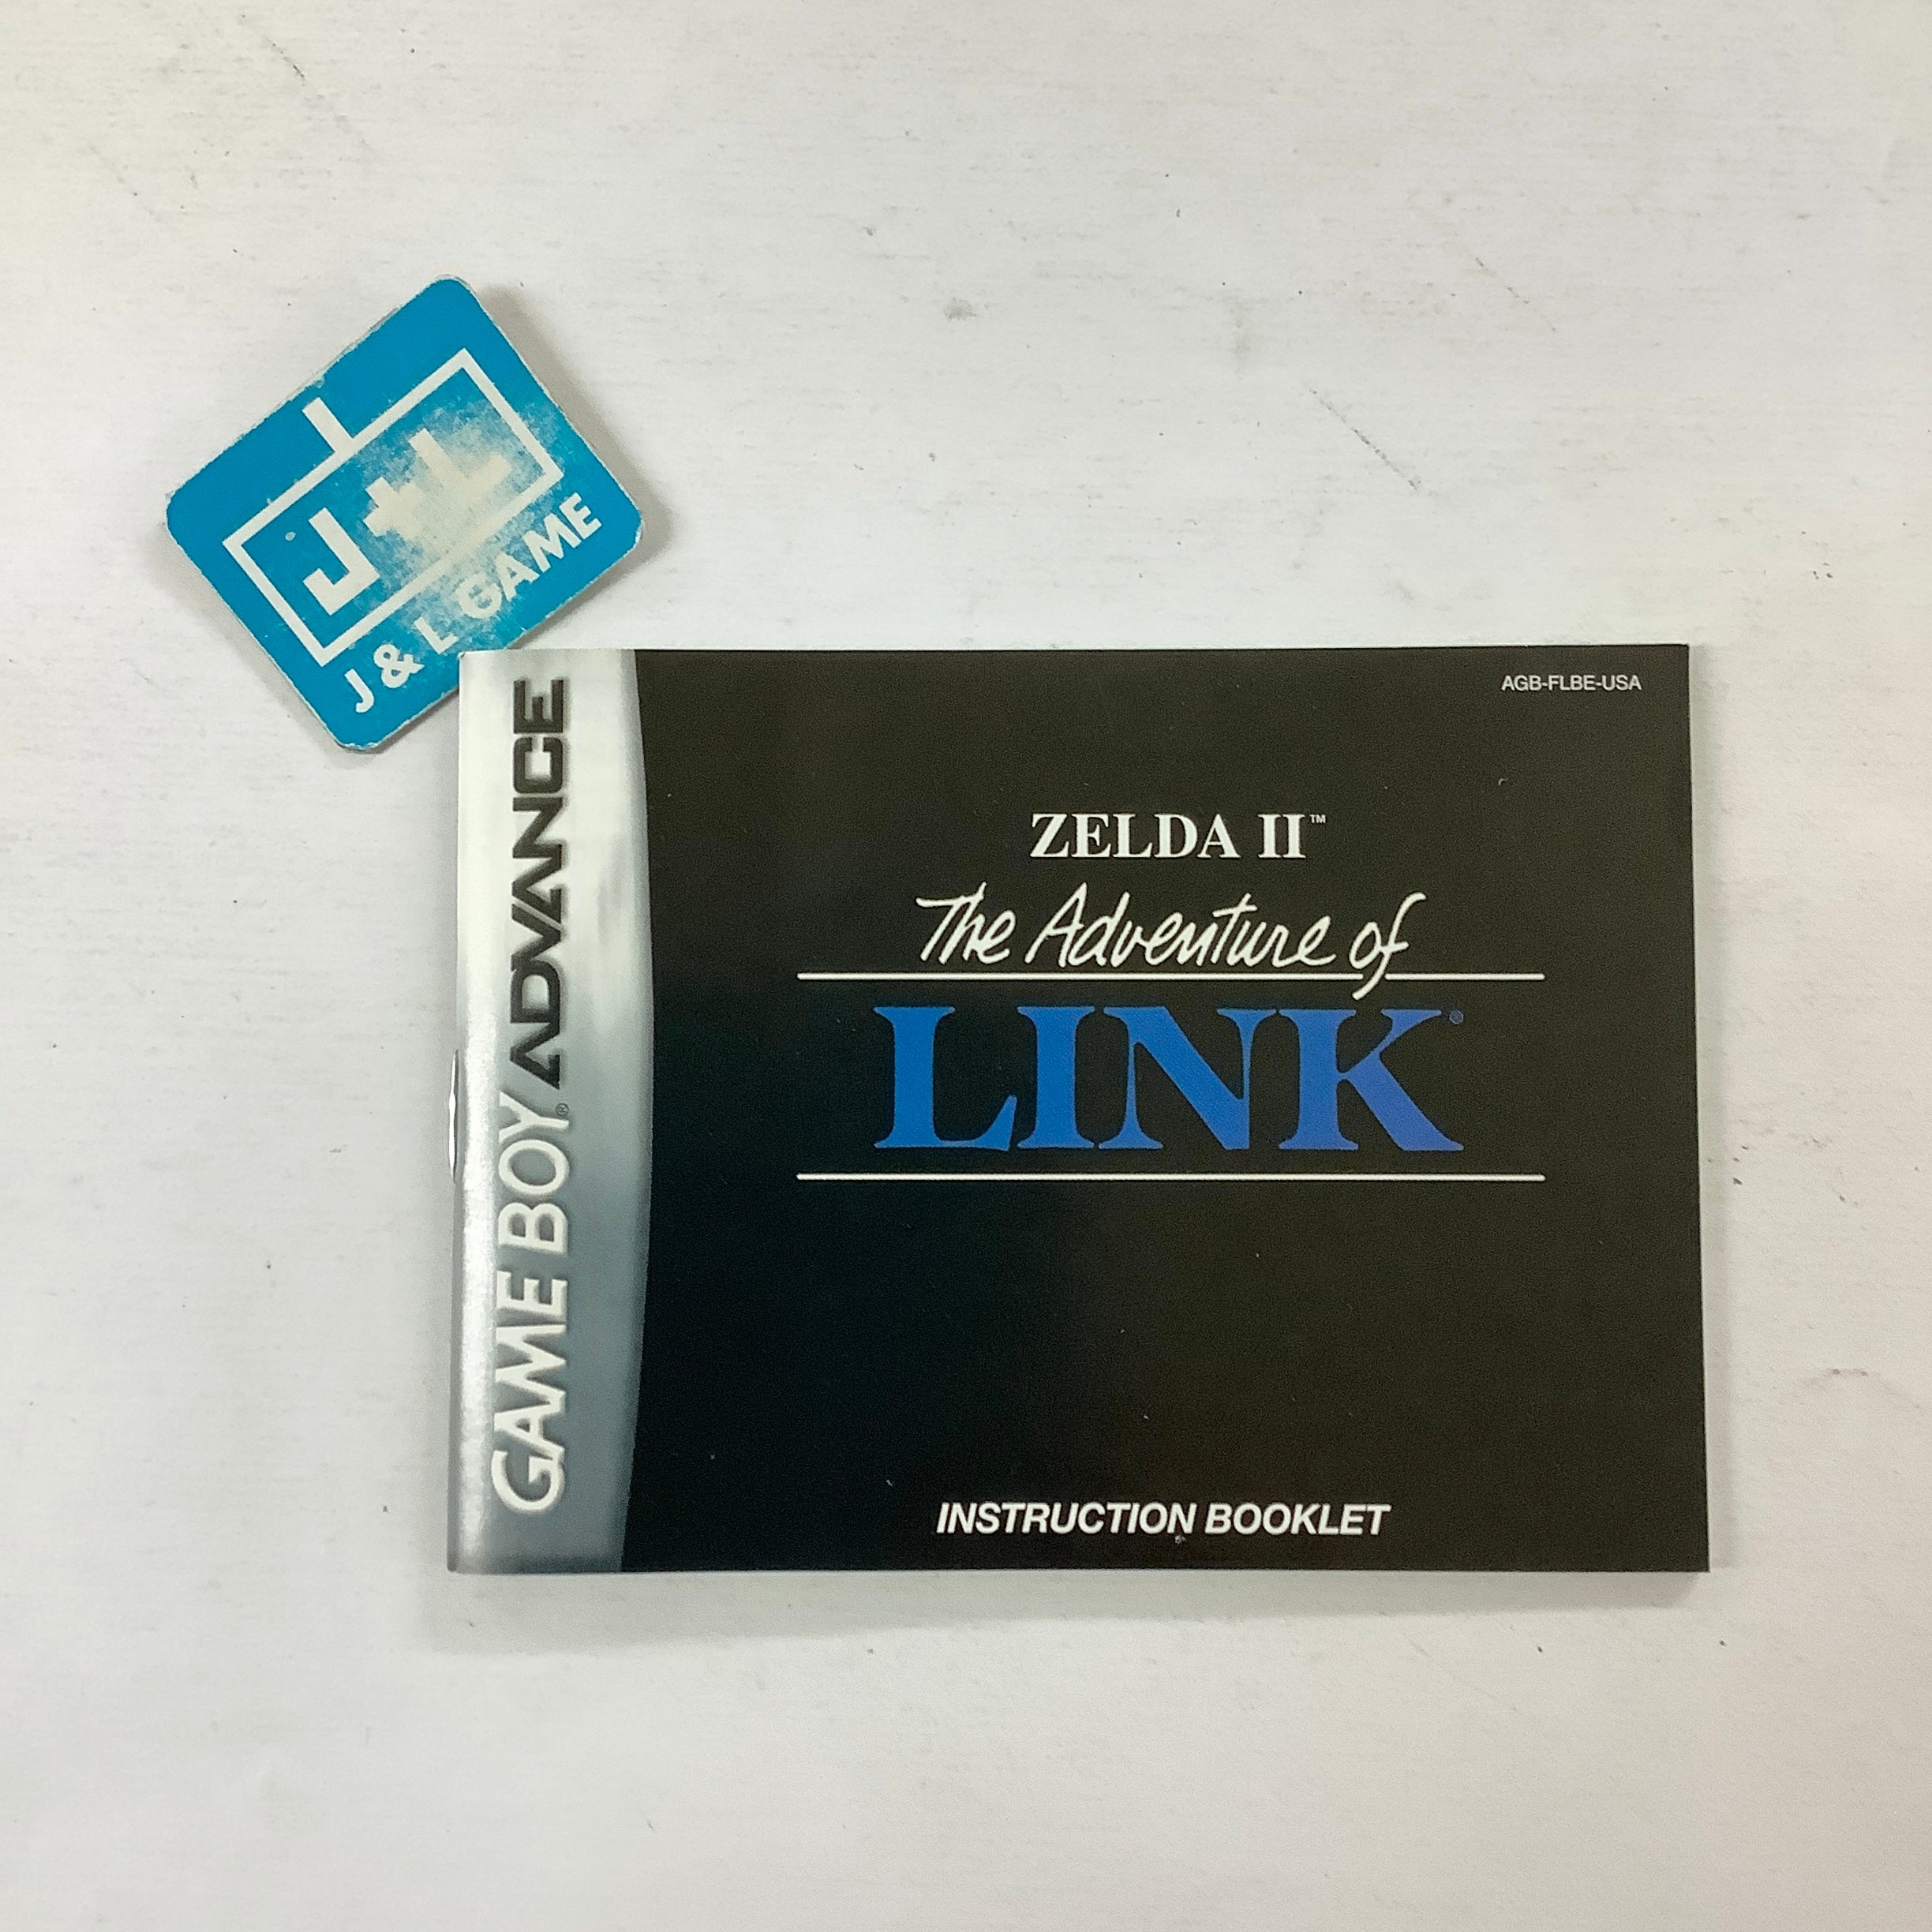 J+L
J & L GAME
GAME BOY ADVANCE
AGB-FLBE-USA
ZELDA II™
The Adventure of
LINK®
INSTRUCTION BOOKLET